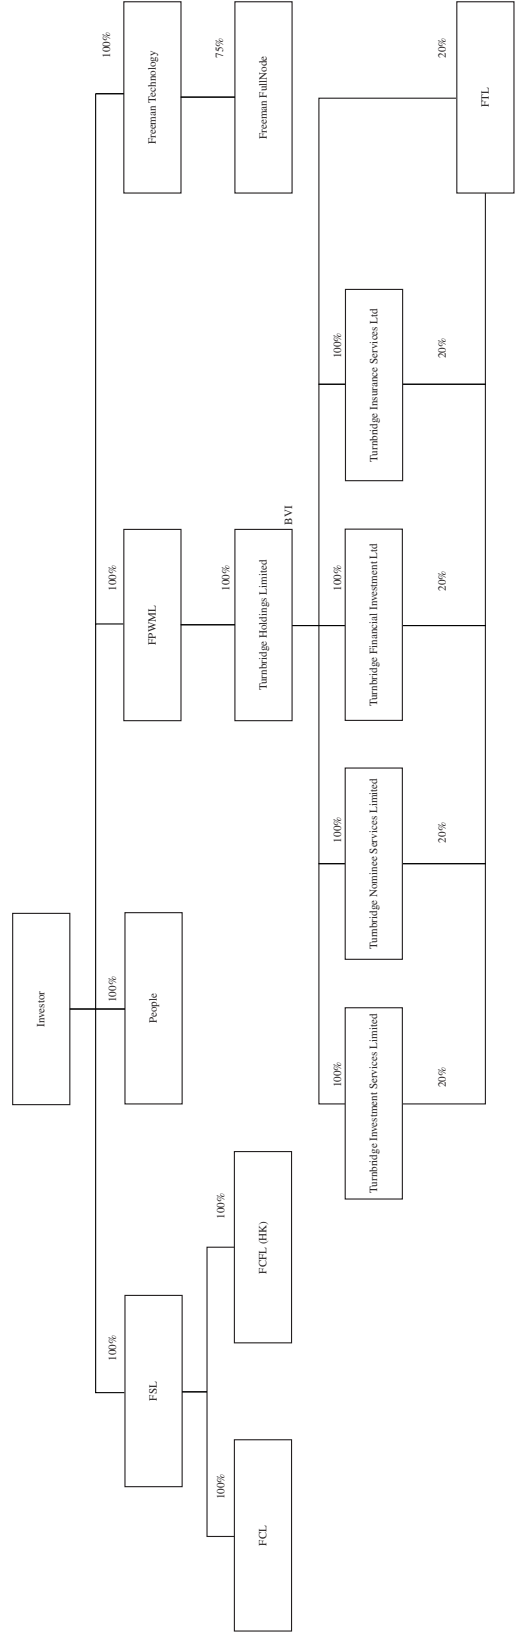 Investor
100%
100%
100%
100%
FSL
People
FPWML
Freeman Technology
100%
100%
100%
75%
FCL
FCFL (HK)
Turnbridge Holdings Limited
Freeman FullNode
BVI
100%
100%
100%
100%
Turnbridge Investment Services Limited
Turnbridge Nominee Services Limited
Turnbridge Financial Investment Ltd
Turnbridge Insurance Services Ltd
20%
20%
20%
20%
20%
FTL